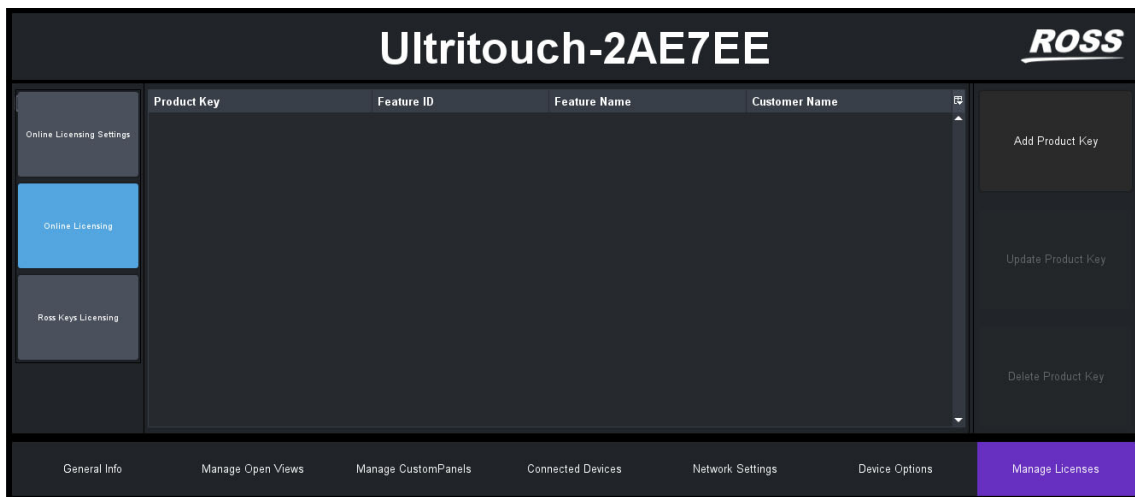 Ultritouch-2AE7EE
ROSS
Product Key Feature ID Feature Name Customer Name
Online Licensing Settings
Online Licensing
Ross Keys Licensing
Add Product Key
Update Product Key
Delete Product Key
General Info Manage Open Views Manage CustomPanels Connected Devices Network Settings Device Options Manage Licenses